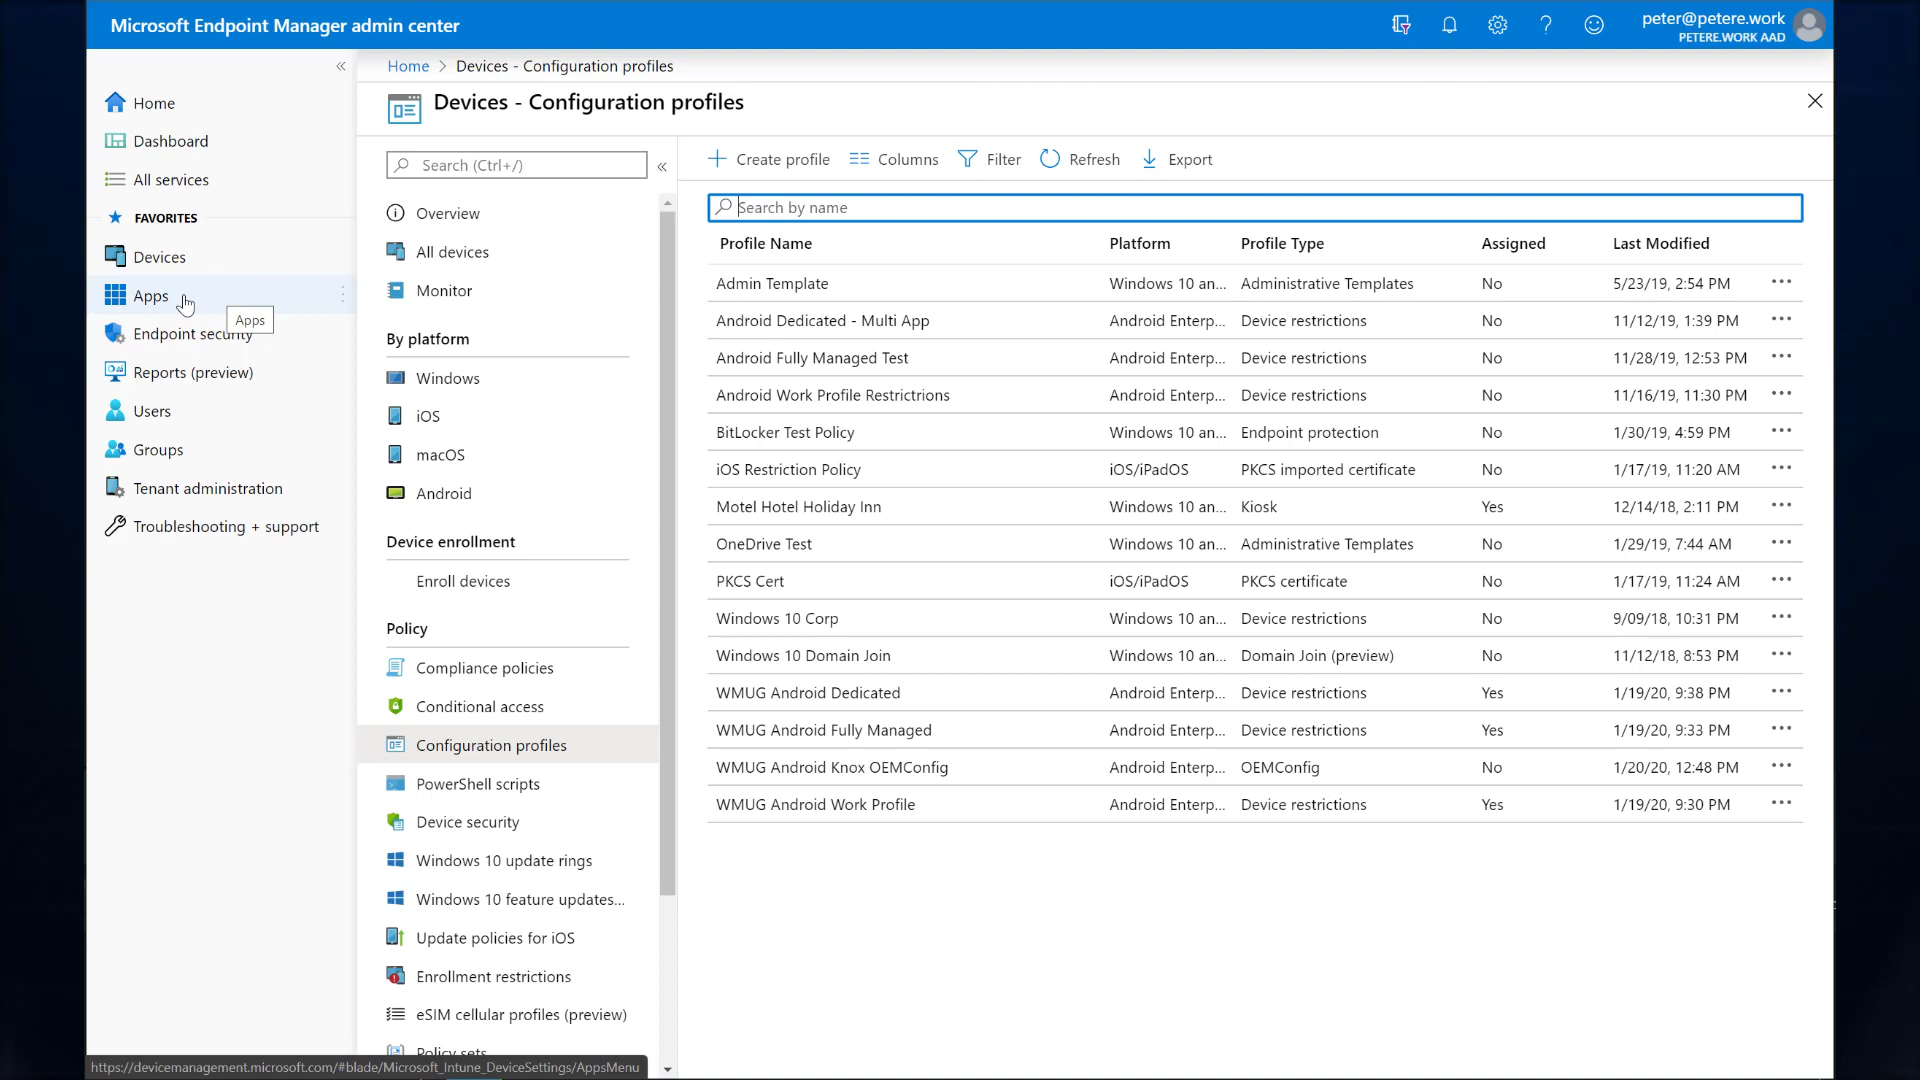 Microsoft Endpoint Manager admin center
peter@petere.work
PETERE.WORK AAD
Home
Dashboard
All services
FAVORITES
Devices
Apps
Apps
Endpoint security
Reports (preview)
Users
Groups
Tenant administration
Troubleshooting + support
Home > Devices - Configuration profiles
Devices - Configuration profiles
Search (Ctrl+/)
Overview
All devices
Monitor
By platform
Windows
iOS
macOS
Android
Device enrollment
Enroll devices
Policy
Compliance policies
Conditional access
Configuration profiles
PowerShell scripts
Device security
Windows 10 update rings
Windows 10 feature updates...
Update policies for iOS
Enrollment restrictions
eSIM cellular profiles (preview)
Policy sets
Create profile Columns Filter Refresh Export
Search by name
Profile Name Platform Profile Type Assigned Last Modified
Admin Template Windows 10 an... Administrative Templates No 5/23/19, 2:54 PM
Android Dedicated - Multi App Android Enterp... Device restrictions No 11/12/19, 1:39 PM
Android Fully Managed Test Android Enterp... Device restrictions No 11/28/19, 12:53 PM
Android Work Profile Restrictrions Android Enterp... Device restrictions No 11/16/19, 11:30 PM
BitLocker Test Policy Windows 10 an... Endpoint protection No 1/30/19, 4:59 PM
iOS Restriction Policy iOS/iPadOS PKCS imported certificate No 1/17/19, 11:20 AM
Motel Hotel Holiday Inn Windows 10 an... Kiosk Yes 12/14/18, 2:11 PM
OneDrive Test Windows 10 an... Administrative Templates No 1/29/19, 7:44 AM
PKCS Cert iOS/iPadOS PKCS certificate No 1/17/19, 11:24 AM
Windows 10 Corp Windows 10 an... Device restrictions No 9/09/18, 10:31 PM
Windows 10 Domain Join Windows 10 an... Domain Join (preview) No 11/12/18, 8:53 PM
WMUG Android Dedicated Android Enterp... Device restrictions Yes 1/19/20, 9:38 PM
WMUG Android Fully Managed Android Enterp... Device restrictions Yes 1/19/20, 9:33 PM
WMUG Android Knox OEMConfig Android Enterp... OEMConfig No 1/20/20, 12:48 PM
WMUG Android Work Profile Android Enterp... Device restrictions Yes 1/19/20, 9:30 PM
https://devicemanagement.microsoft.com/#blade/Microsoft_Intune_DeviceSettings/AppsMenu